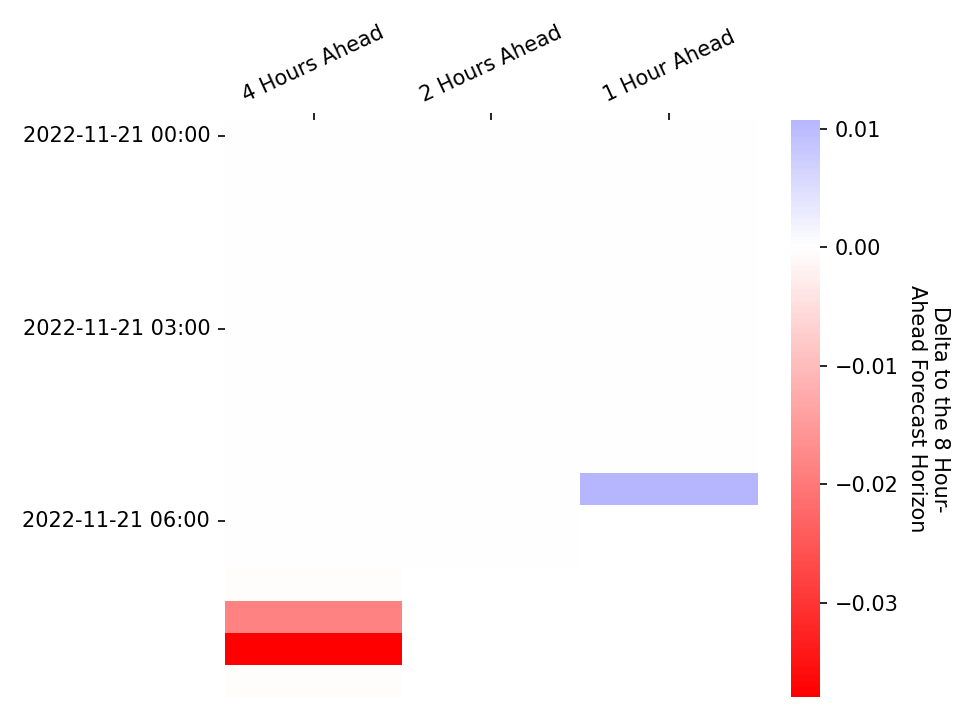 4 Hours Ahead
2 Hours Ahead
1 Hour Ahead
2022-11-21 00:00
2022-11-21 03:00
2022-11-21 06:00
0.01
0.00
−0.01
−0.02
−0.03
Delta to the 8 Hour-
Ahead Forecast Horizon